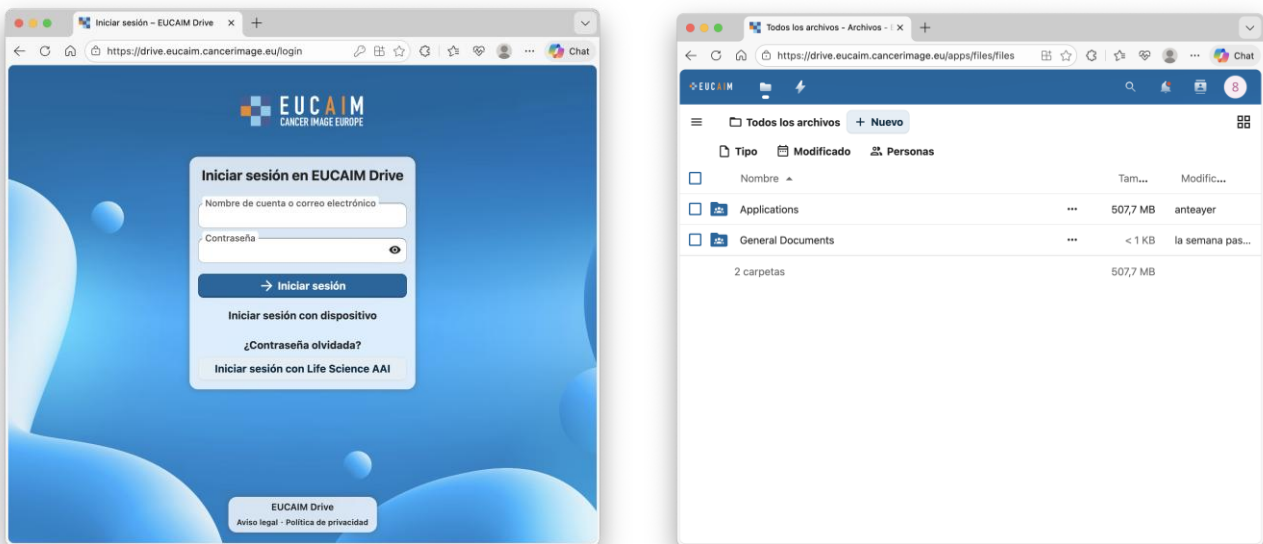 Iniciar sesión – EUCAIM Drive
https://drive.eucaim.cancerimage.eu/login
Chat
EUCAIM
CANCER IMAGE EUROPE
Iniciar sesión en EUCAIM Drive
Nombre de cuenta o correo electrónico
Contraseña
→ Iniciar sesión
Iniciar sesión con dispositivo
¿Contraseña olvidada?
Iniciar sesión con Life Science AAI
EUCAIM Drive
Aviso legal · Política de privacidad
Todos los archivos - Archivos -
https://drive.eucaim.cancerimage.eu/apps/files/files
Chat
EUCAIM
8
Todos los archivos + Nuevo
Tipo Modificado Personas
Nombre Tam... Modific...
Applications ... 507,7 MB anteayer
General Documents ... < 1 KB la semana pas...
2 carpetas 507,7 MB